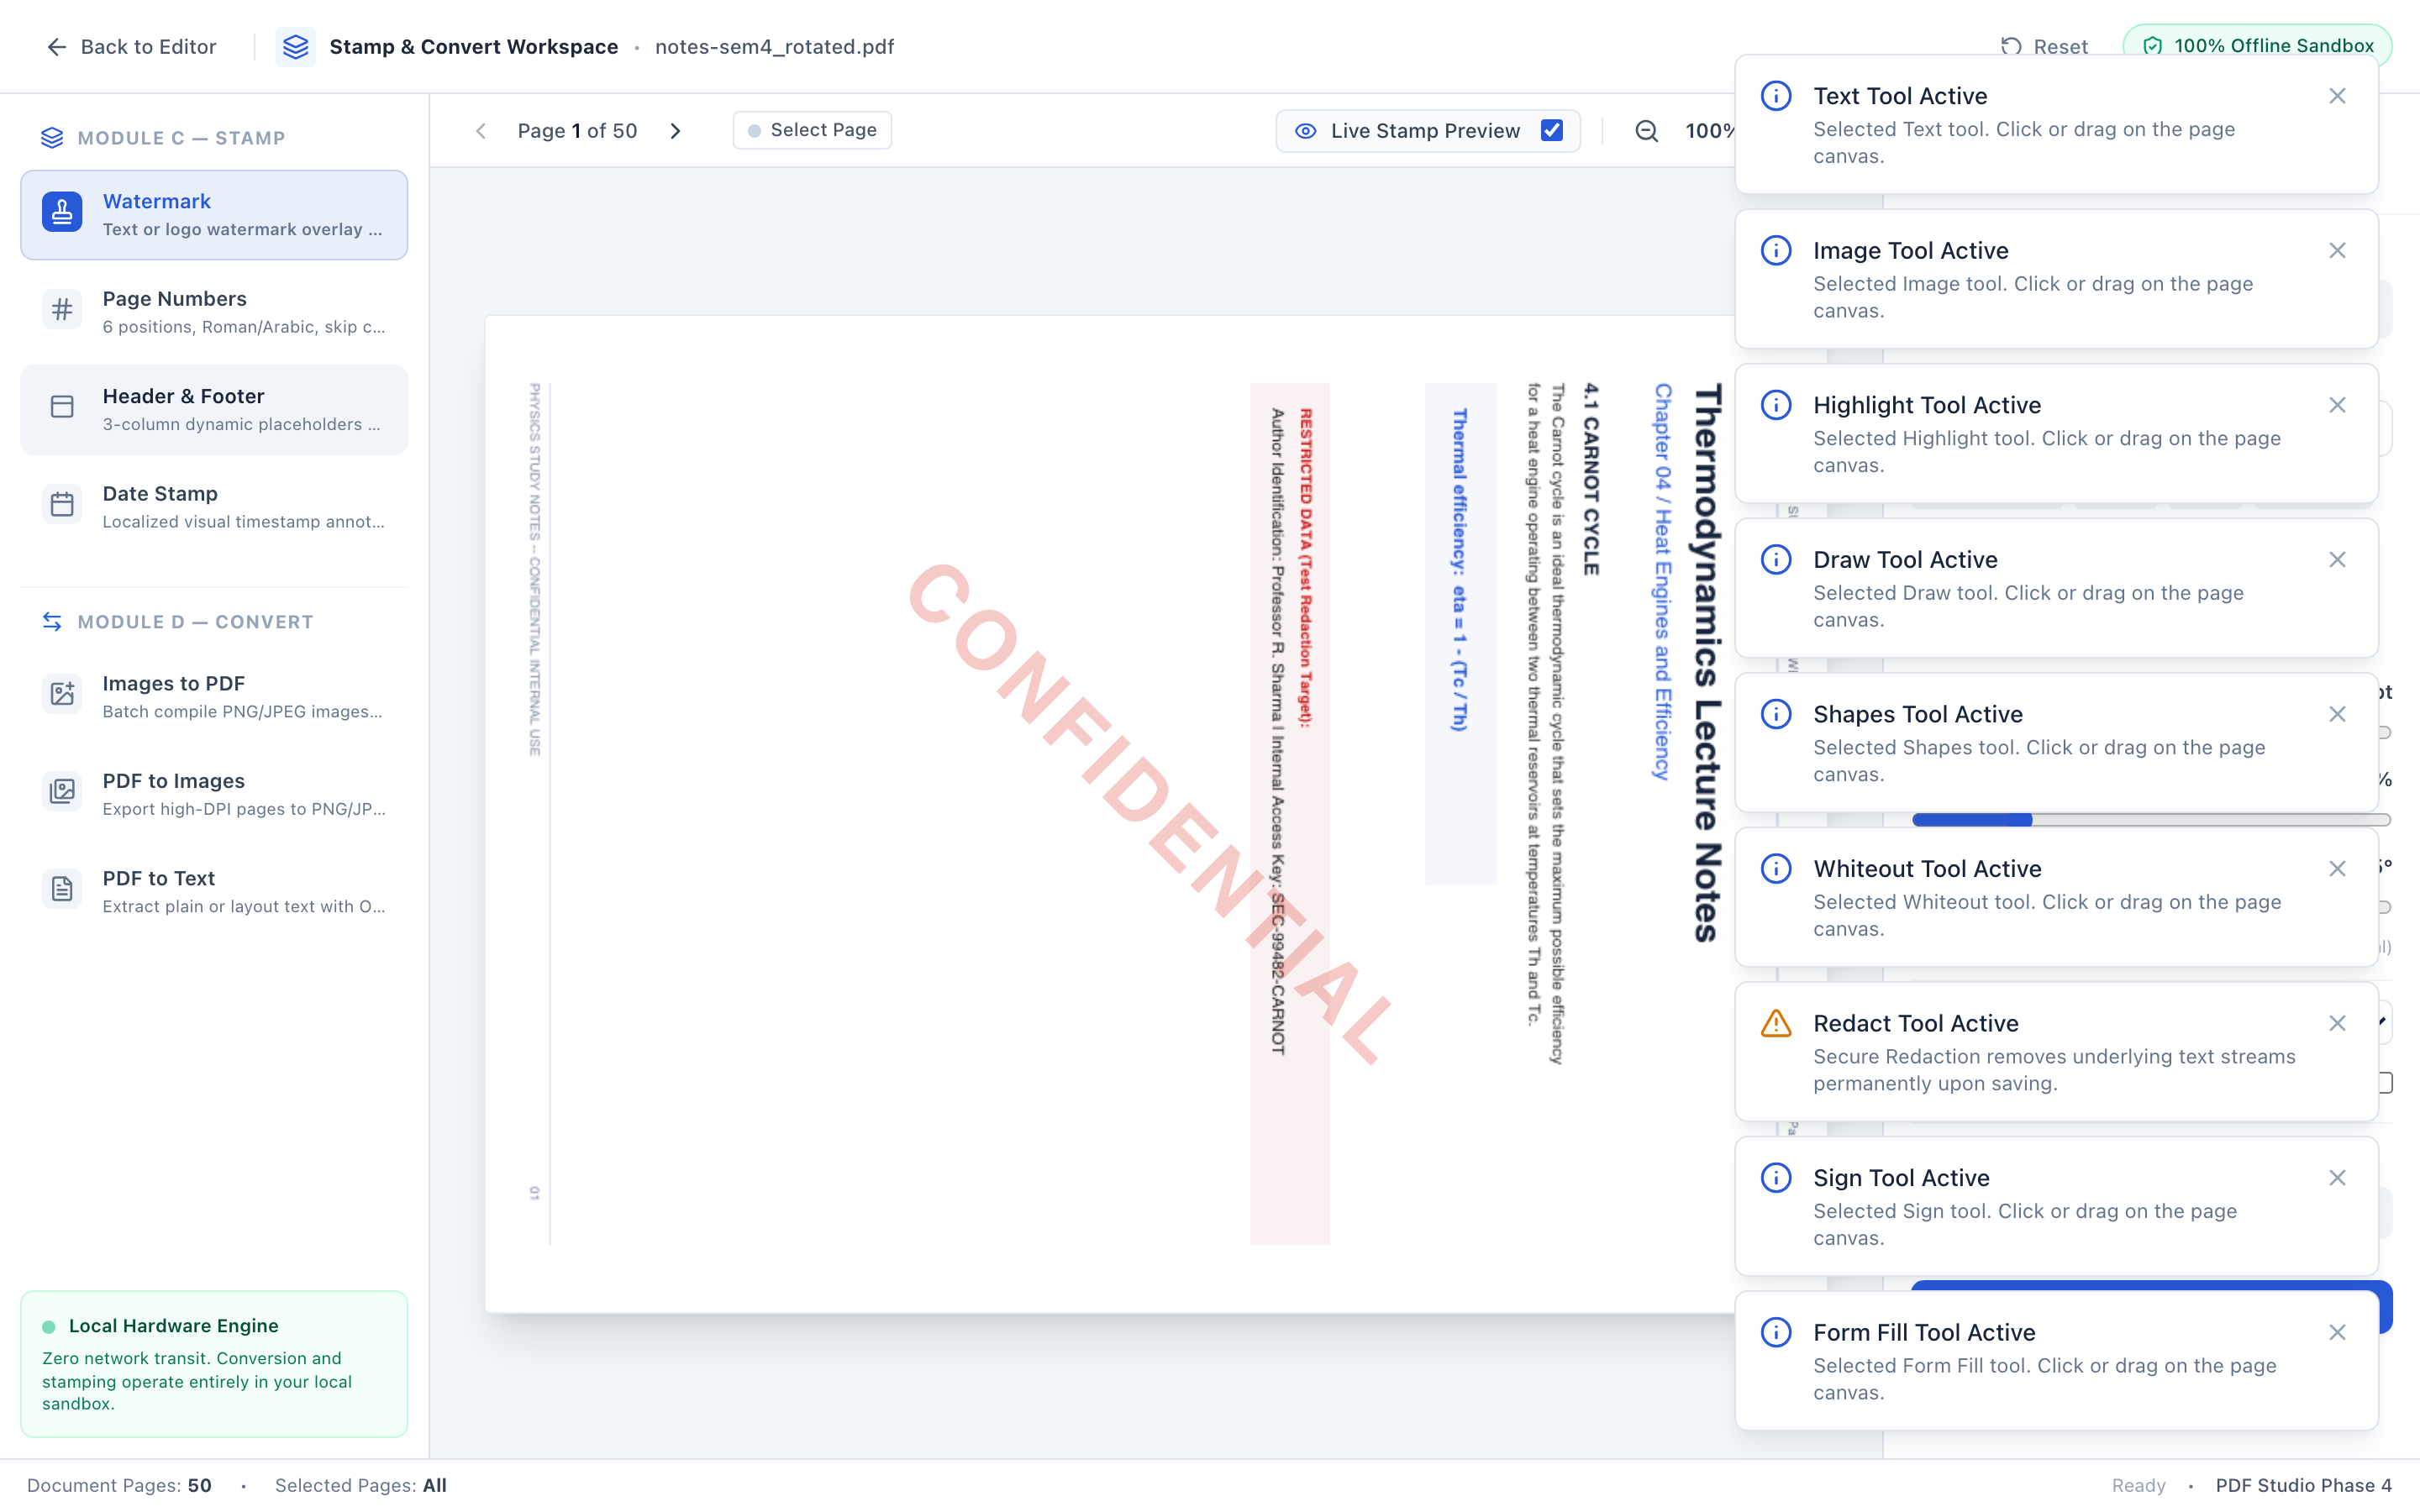 Back to Editor
Stamp & Convert Workspace • notes-sem4_rotated.pdf
Reset
100% Offline Sandbox
MODULE C — STAMP
Watermark
Text or logo watermark overlay ...
Page Numbers
6 positions, Roman/Arabic, skip c...
Header & Footer
3-column dynamic placeholders ...
Date Stamp
Localized visual timestamp annot...
MODULE D — CONVERT
Images to PDF
Batch compile PNG/JPEG images...
PDF to Images
Export high-DPI pages to PNG/JP...
PDF to Text
Extract plain or layout text with O...
Local Hardware Engine
Zero network transit. Conversion and
stamping operate entirely in your local
sandbox.
Page 1 of 50
Select Page
Live Stamp Preview
100%
Thermodynamics Lecture Notes
Chapter 04 / Heat Engines and Efficiency
4.1 CARNOT CYCLE
The Carnot cycle is an ideal thermodynamic cycle that sets the maximum possible efficiency
for a heat engine operating between two thermal reservoirs at temperatures Th and Tc.
Thermal efficiency: eta = 1 - (Tc / Th)
RESTRICTED DATA (Test Redaction Target):
Author Identification: Professor R. Sharma | Internal Access Key: SEC-99482-CARNOT
PHYSICS STUDY NOTES -- CONFIDENTIAL INTERNAL USE
01
CONFIDENTIAL
Text Tool Active
Selected Text tool. Click or drag on the page
canvas.
Image Tool Active
Selected Image tool. Click or drag on the page
canvas.
Highlight Tool Active
Selected Highlight tool. Click or drag on the page
canvas.
Draw Tool Active
Selected Draw tool. Click or drag on the page
canvas.
Shapes Tool Active
Selected Shapes tool. Click or drag on the page
canvas.
Whiteout Tool Active
Selected Whiteout tool. Click or drag on the page
canvas.
Redact Tool Active
Secure Redaction removes underlying text streams
permanently upon saving.
Sign Tool Active
Selected Sign tool. Click or drag on the page
canvas.
Form Fill Tool Active
Selected Form Fill tool. Click or drag on the page
canvas.
Document Pages: 50 • Selected Pages: All
Ready • PDF Studio Phase 4